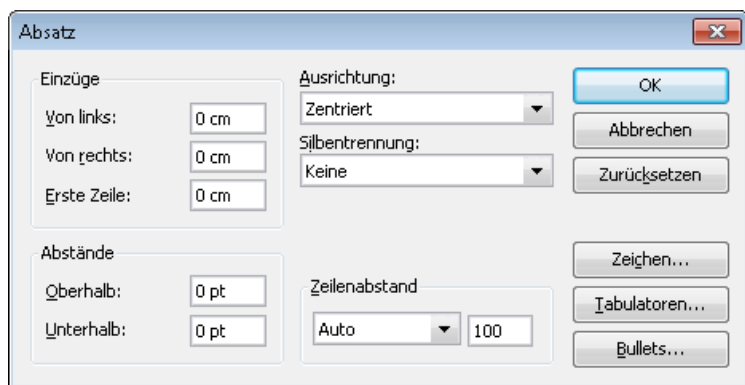 Absatz
Einzüge
Von links:
0 cm
Von rechts:
0 cm
Erste Zeile:
0 cm
Abstände
Oberhalb:
0 pt
Unterhalb:
0 pt
Ausrichtung:
Zentriert
Silbentrennung:
Keine
Zeilenabstand
Auto
100
OK
Abbrechen
Zurücksetzen
Zeichen...
Tabulatoren...
Bullets...